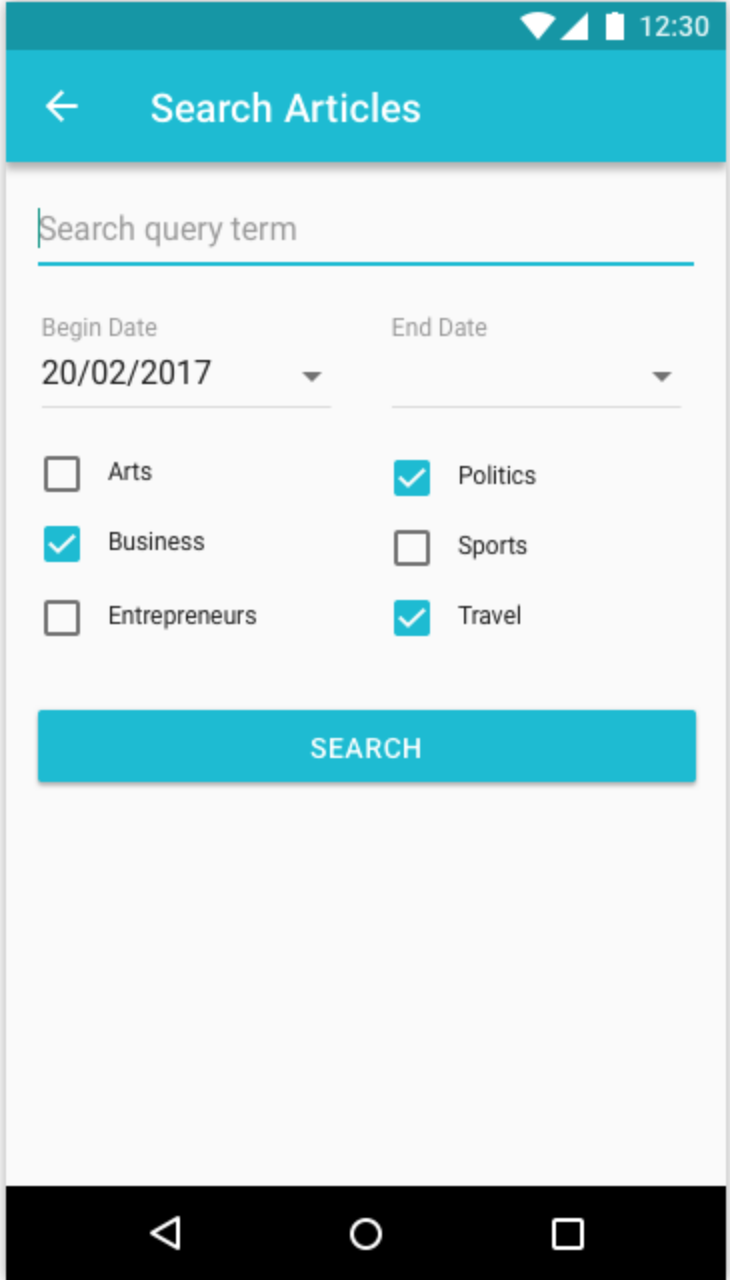 12:30
Search Articles
Search query term
Begin Date End Date
20/02/2017
Arts Politics
Business Sports
Entrepreneurs Travel
SEARCH